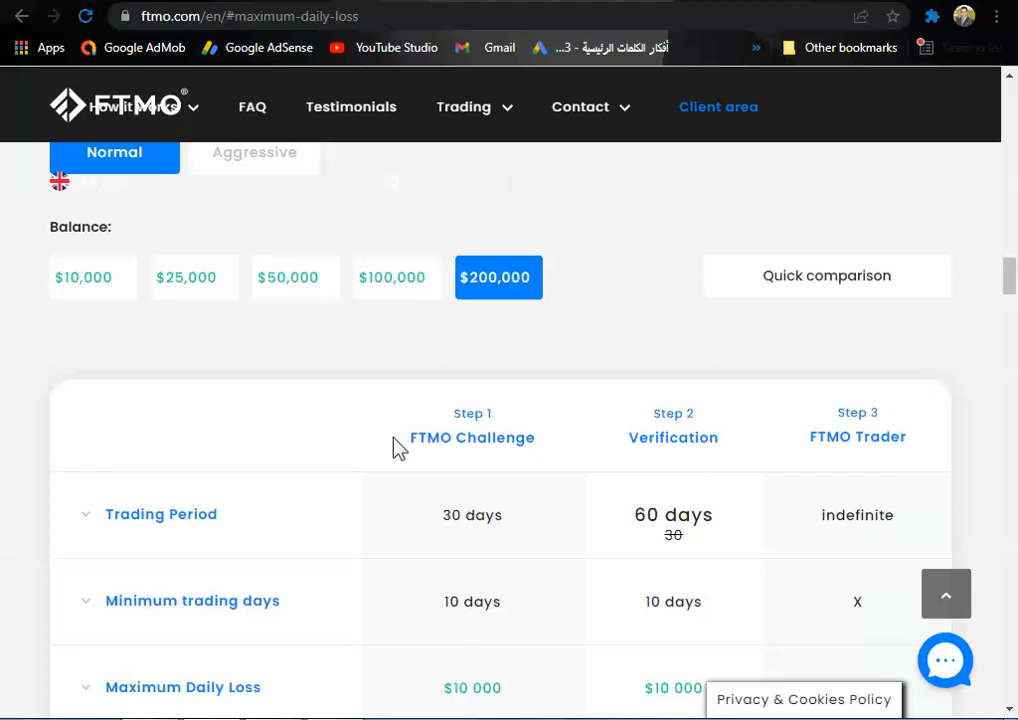 ftmo.com/en/#maximum-daily-loss
Apps Google AdMob Google AdSense YouTube Studio Gmail أفكار الكلمات الرئيسية - 3... » Other bookmarks
FTMO® How it works FAQ Testimonials Trading Contact Client area
Normal Aggressive
Balance:
$10,000 $25,000 $50,000 $100,000 $200,000 Quick comparison
Step 1 Step 2 Step 3
FTMO Challenge Verification FTMO Trader
Trading Period 30 days 60 days indefinite
30
Minimum trading days 10 days 10 days X
Maximum Daily Loss $10 000 $10 000
Privacy & Cookies Policy